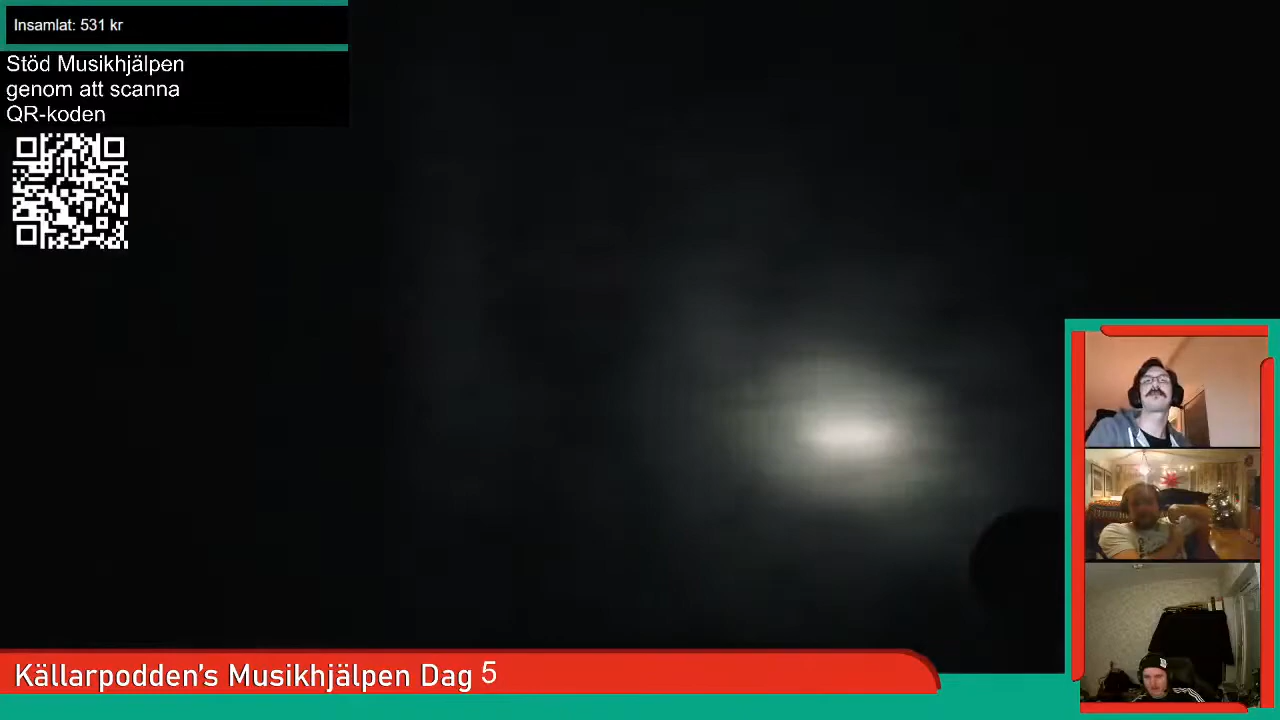 Insamlat: 531 kr
Stöd Musikhjälpen
genom att scanna
QR-koden
Källarpodden's Musikhjälpen Dag 5